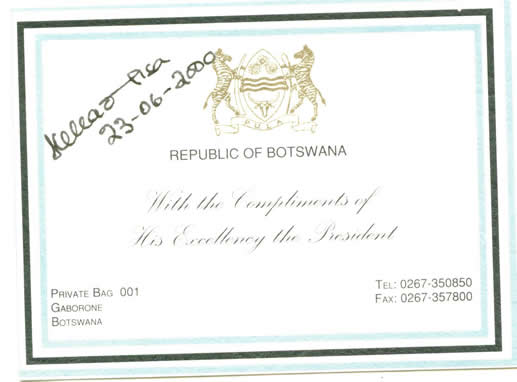 23-06-2000
PULA
REPUBLIC OF BOTSWANA
With the Compliments of
His Excellency the President
PRIVATE BAG 001
GABORONE
BOTSWANA
TEL: 0267-350850
FAX: 0267-357800